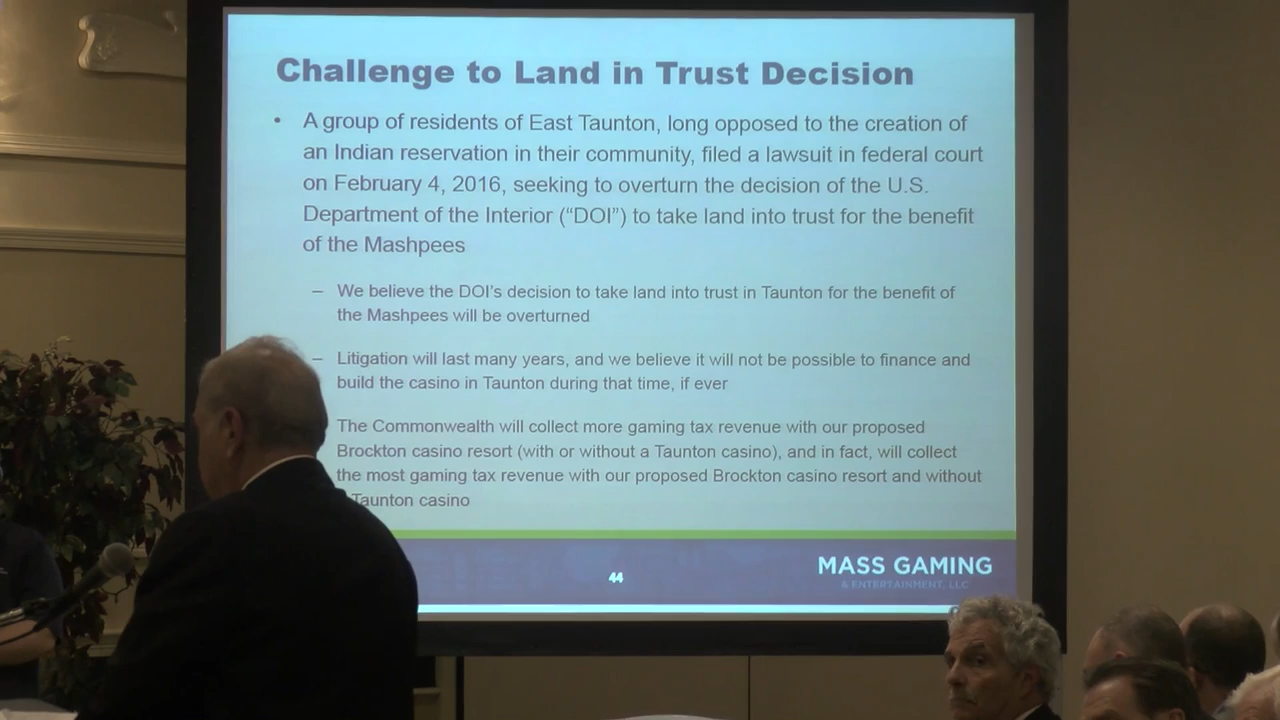 Challenge to Land in Trust Decision
• A group of residents of East Taunton, long opposed to the creation of
an Indian reservation in their community, filed a lawsuit in federal court
on February 4, 2016, seeking to overturn the decision of the U.S.
Department of the Interior (“DOI”) to take land into trust for the benefit
of the Mashpees
– We believe the DOI’s decision to take land into trust in Taunton for the benefit of
the Mashpees will be overturned
– Litigation will last many years, and we believe it will not be possible to finance and
build the casino in Taunton during that time, if ever
The Commonwealth will collect more gaming tax revenue with our proposed
Brockton casino resort (with or without a Taunton casino), and in fact, will collect
the most gaming tax revenue with our proposed Brockton casino resort and without
Taunton casino
44
MASS GAMING
& ENTERTAINMENT, LLC